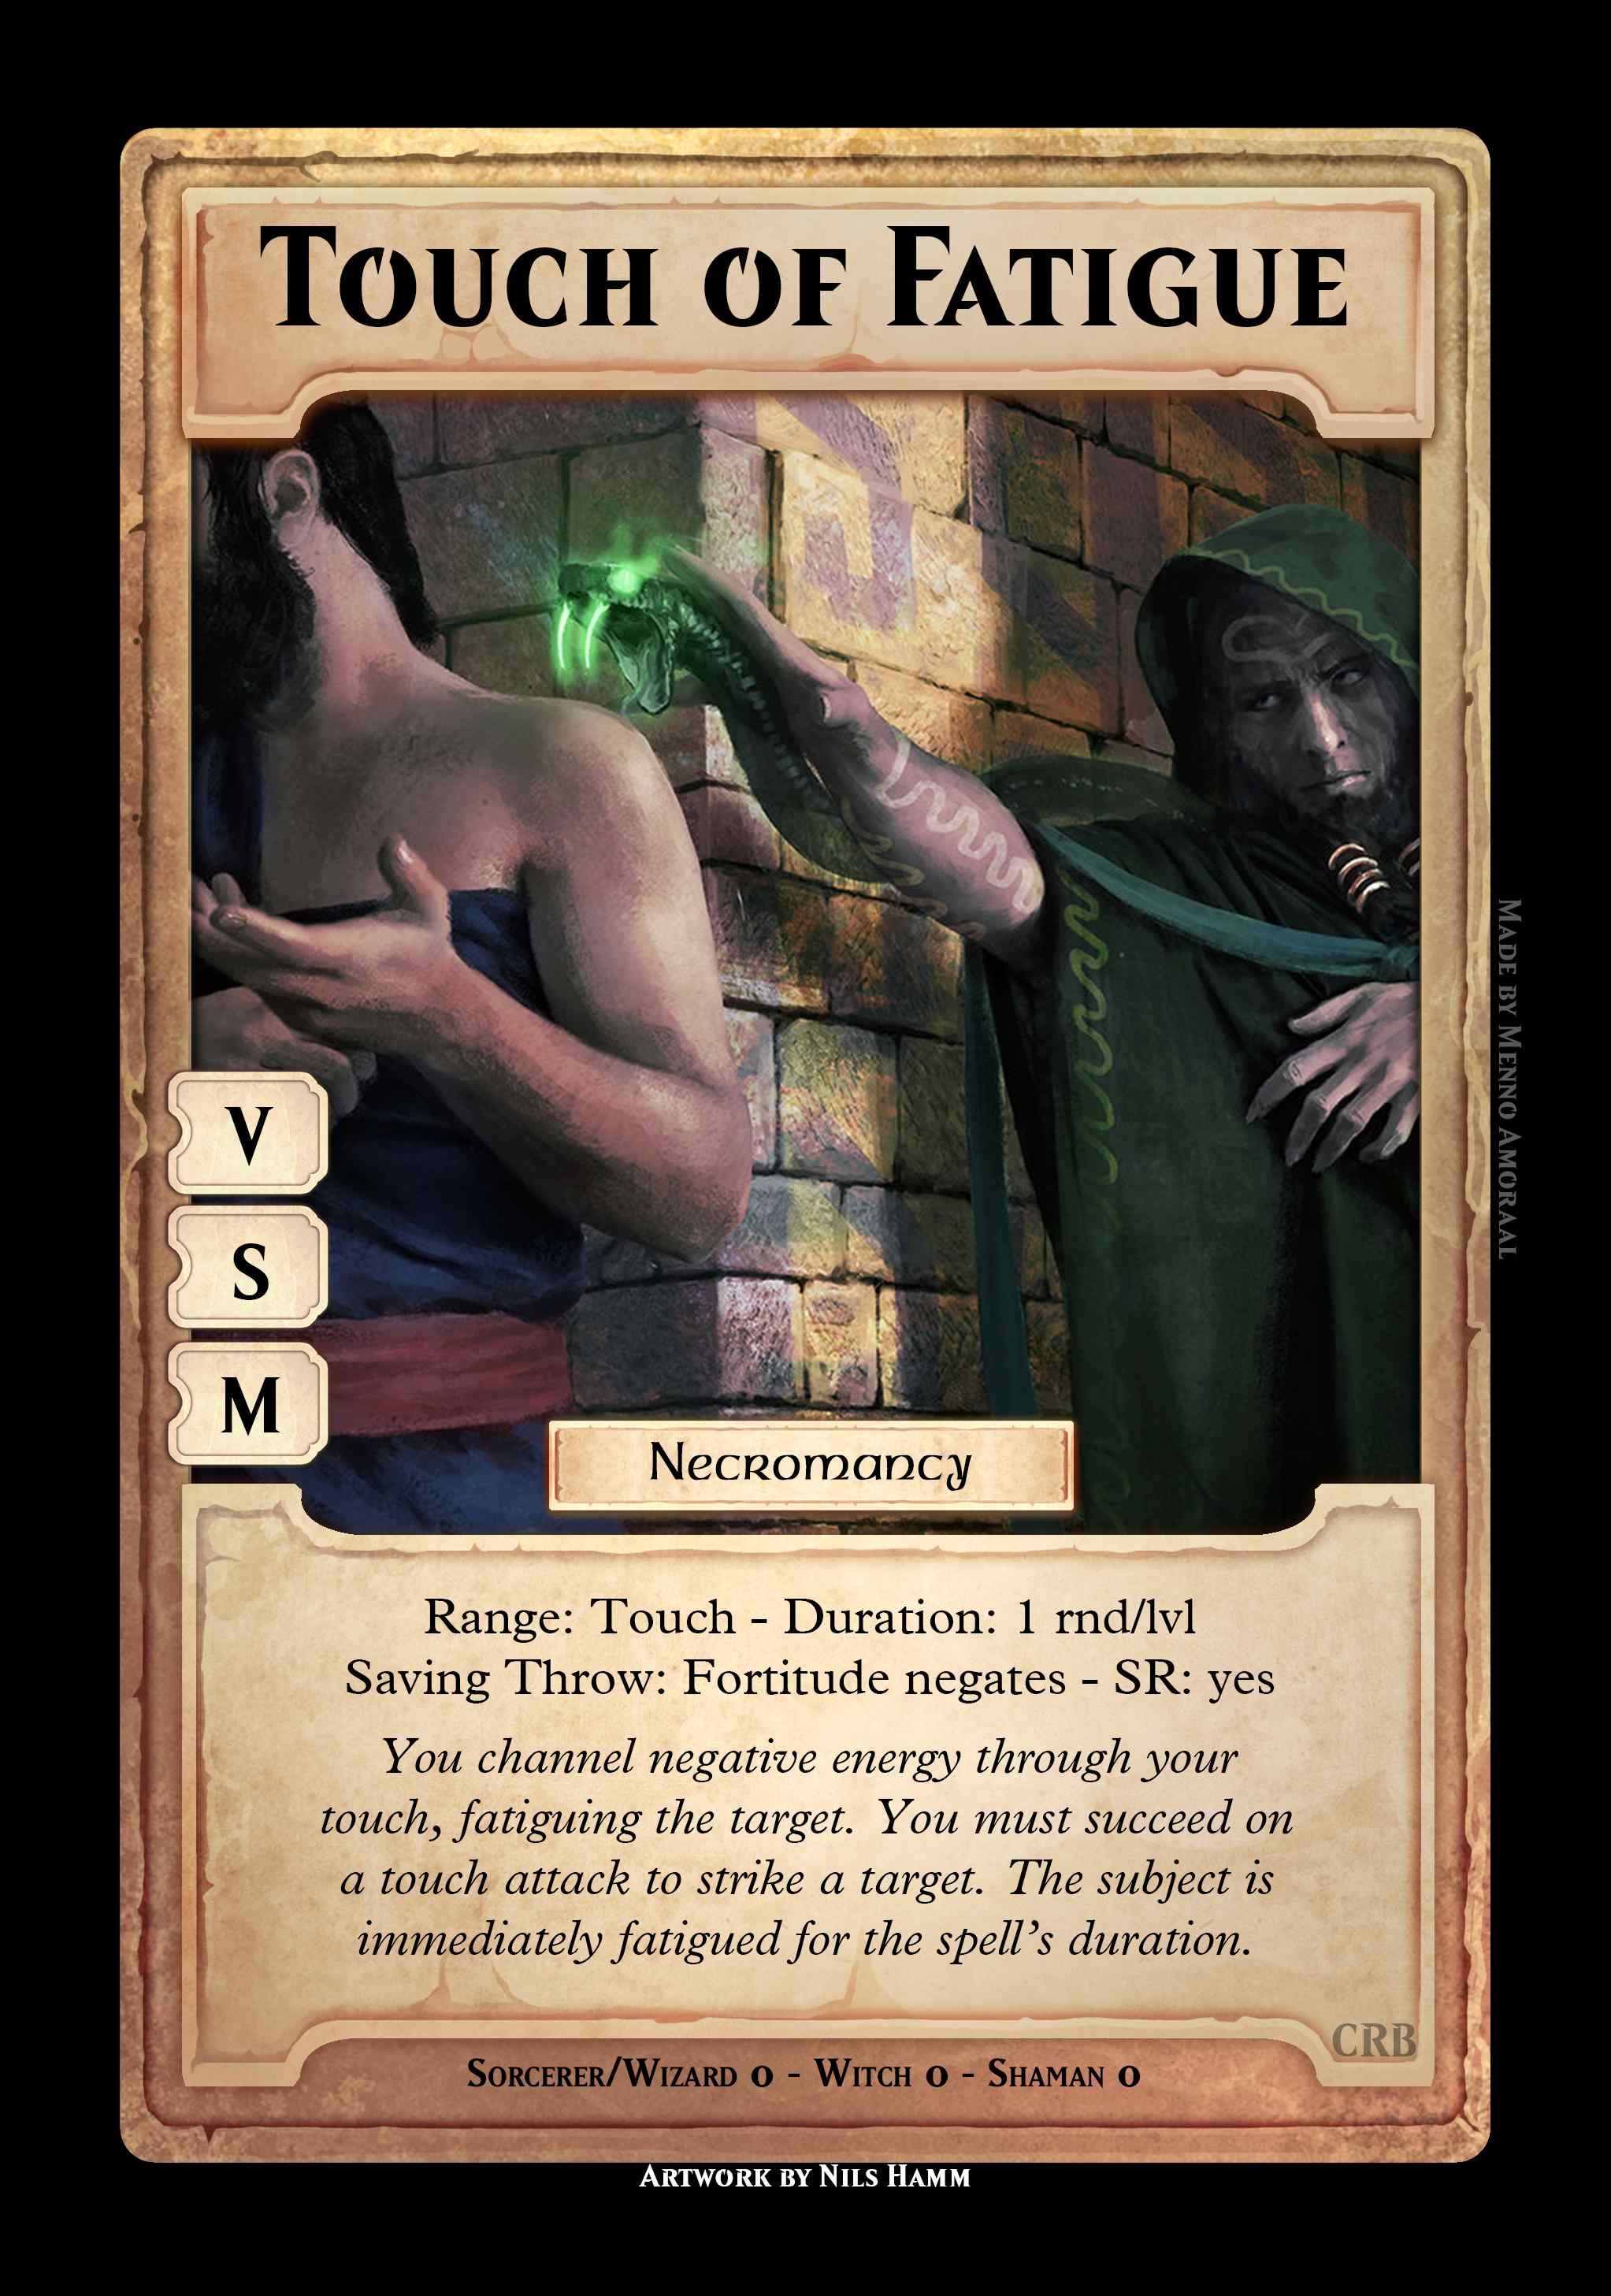 Touch of Fatigue
V
S
M
Necromancy
Range: Touch - Duration: 1 rnd/lvl
Saving Throw: Fortitude negates - SR: yes
You channel negative energy through your
touch, fatiguing the target. You must succeed on
a touch attack to strike a target. The subject is
immediately fatigued for the spell's duration.
CRB
Sorcerer/Wizard 0 - Witch 0 - Shaman 0
Artwork by Nils Hamm
Made by Menno Amoraal